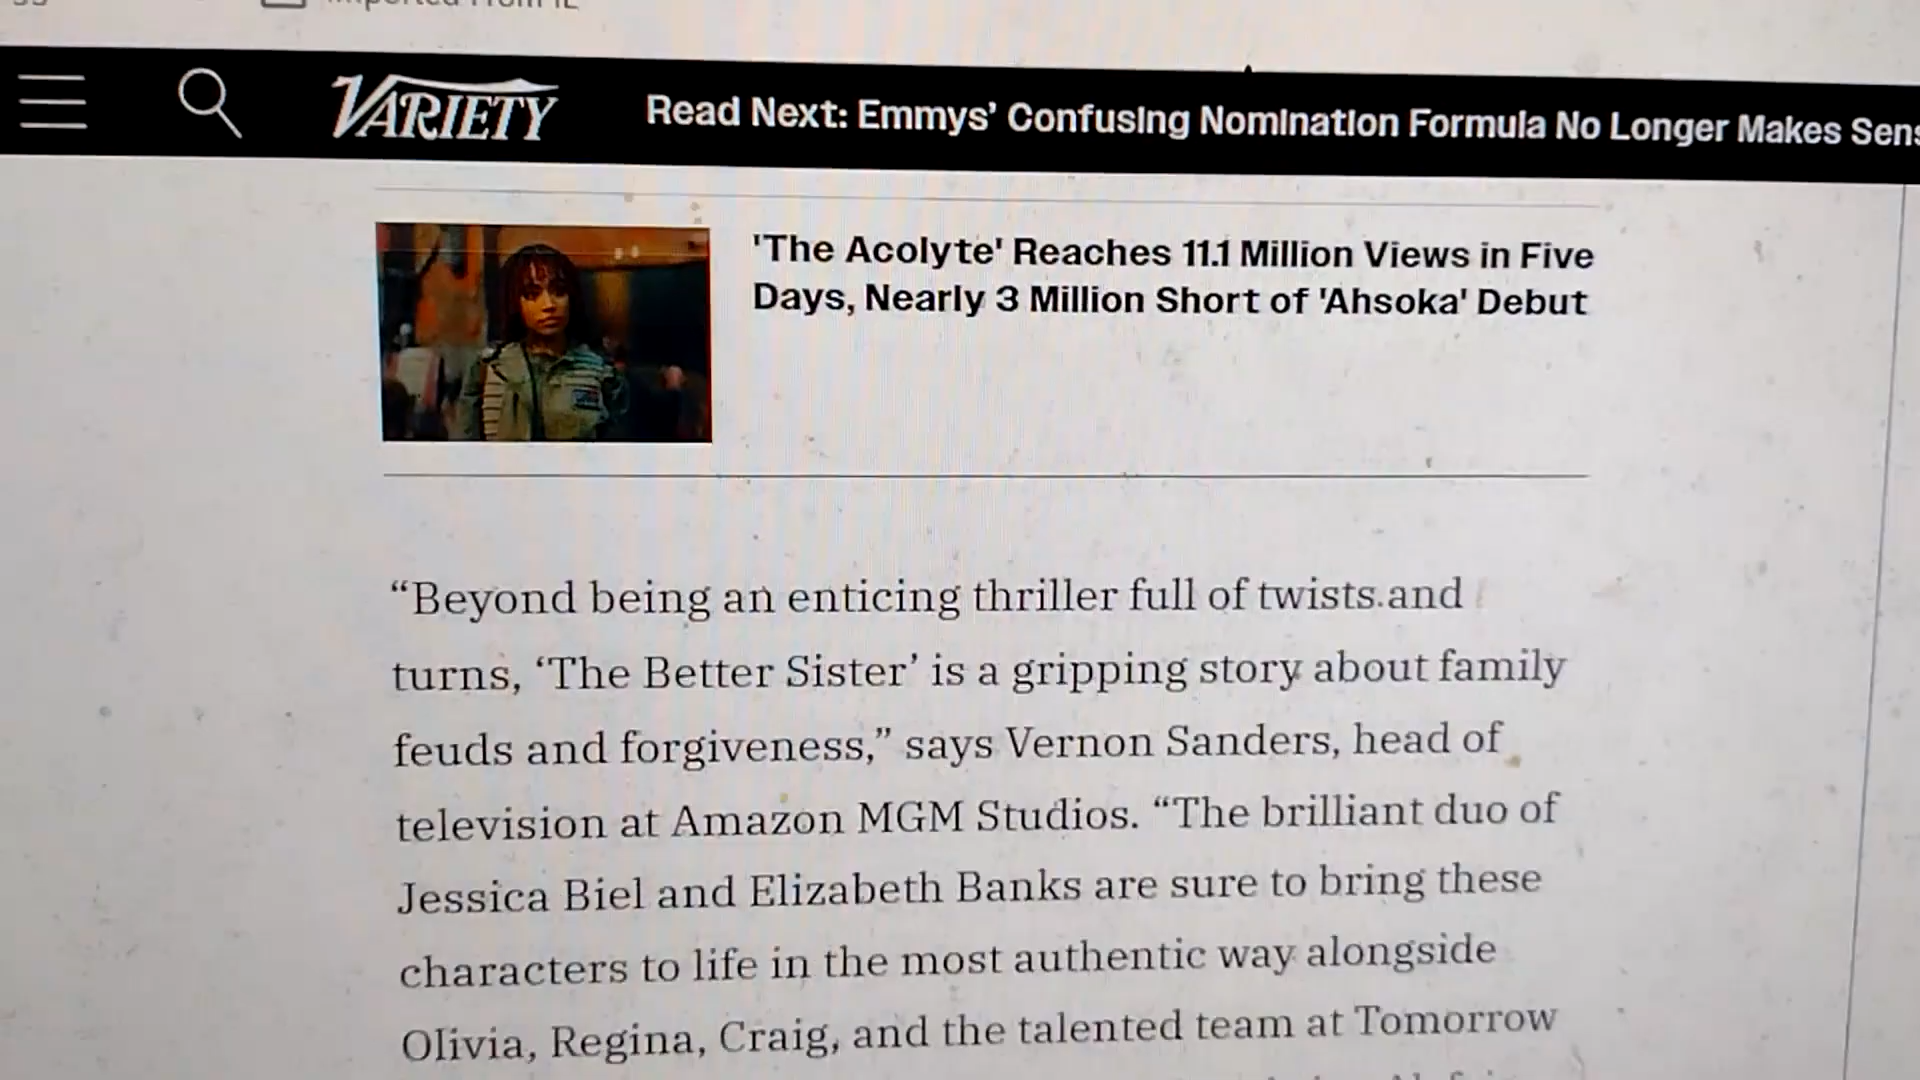 VARIETY
Read Next: Emmys’ Confusing Nomination Formula No Longer Makes
'The Acolyte' Reaches 11.1 Million Views in Five
Days, Nearly 3 Million Short of 'Ahsoka' Debut
“Beyond being an enticing thriller full of twists and
turns, ‘The Better Sister’ is a gripping story about family
feuds and forgiveness,” says Vernon Sanders, head of
television at Amazon MGM Studios. “The brilliant duo of
Jessica Biel and Elizabeth Banks are sure to bring these
characters to life in the most authentic way alongside
Olivia, Regina, Craig, and the talented team at Tomorrow